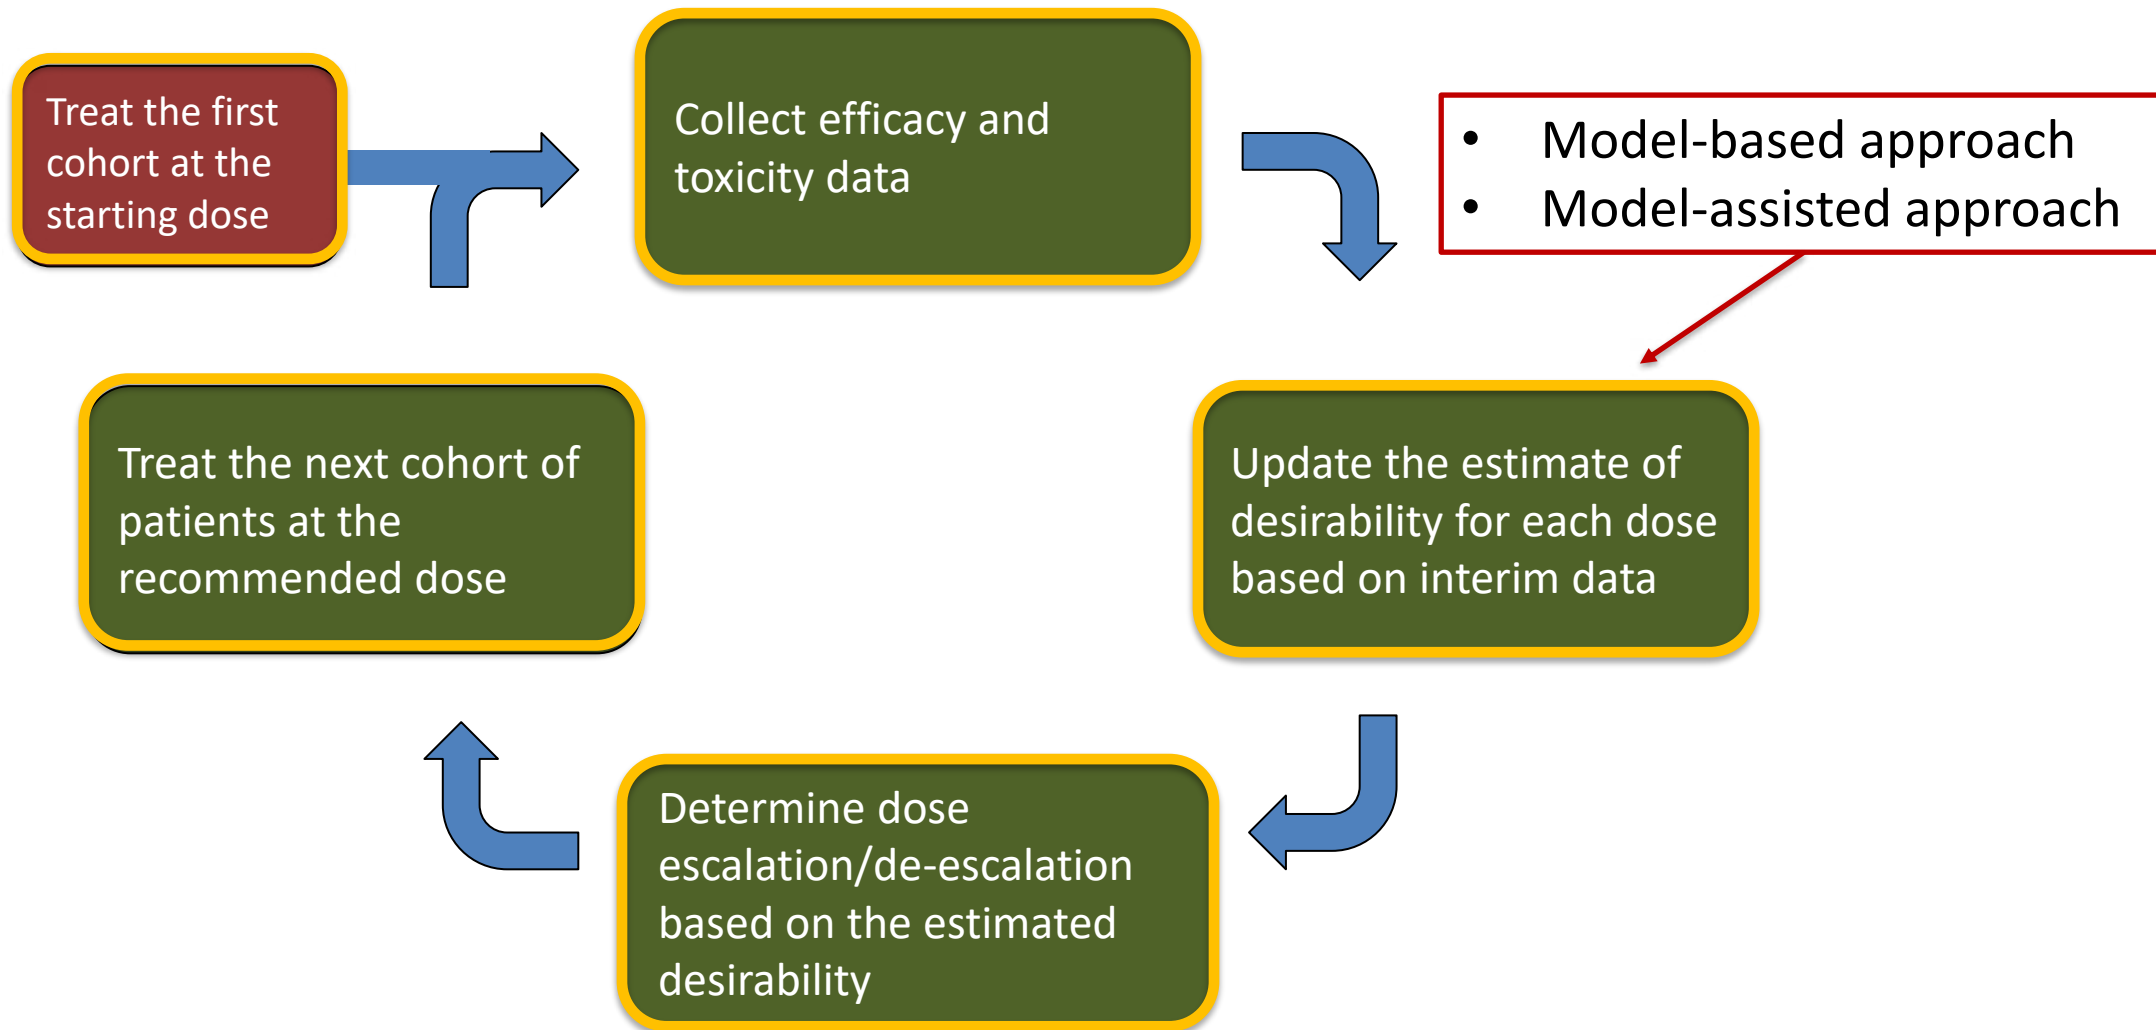 Treat the first
cohort at the
starting dose
Collect efficacy and
toxicity data
• Model-based approach
• Model-assisted approach
Update the estimate of
desirability for each dose
based on interim data
Determine dose
escalation/de-escalation
based on the estimated
desirability
Treat the next cohort of
patients at the
recommended dose